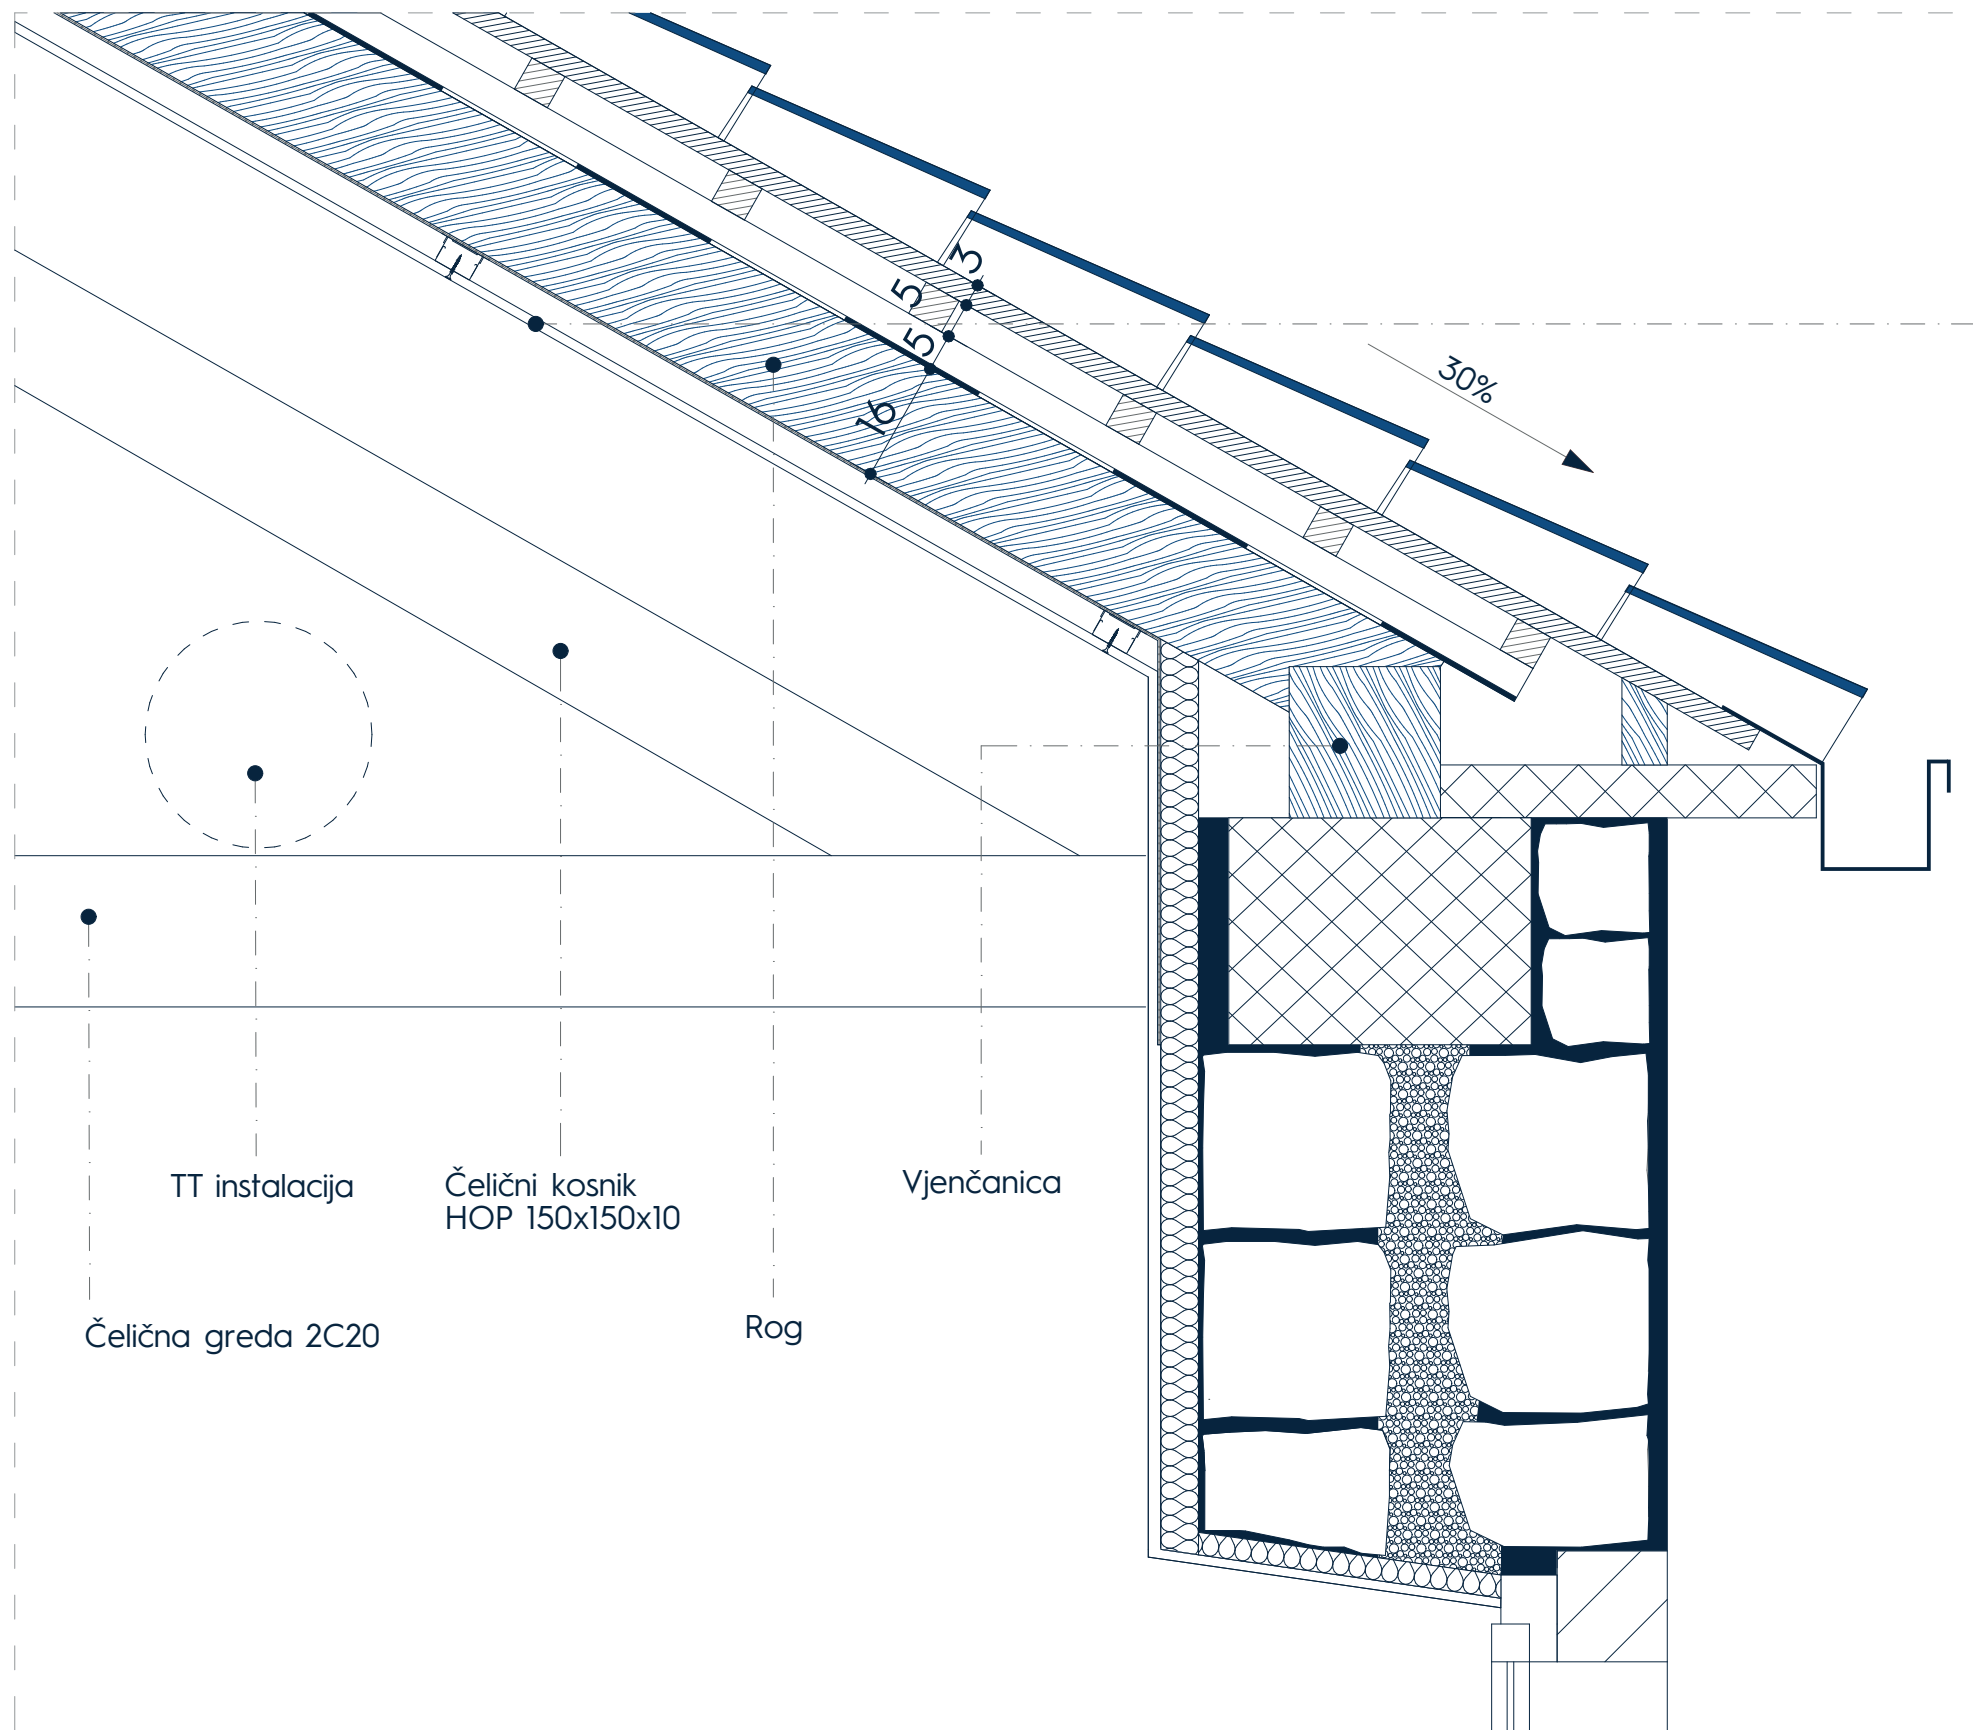 3
5
5
16
30%
TT instalacija
Čelični kosnik
HOP 150x150x10
Vjenčanica
Čelična greda 2C20
Rog